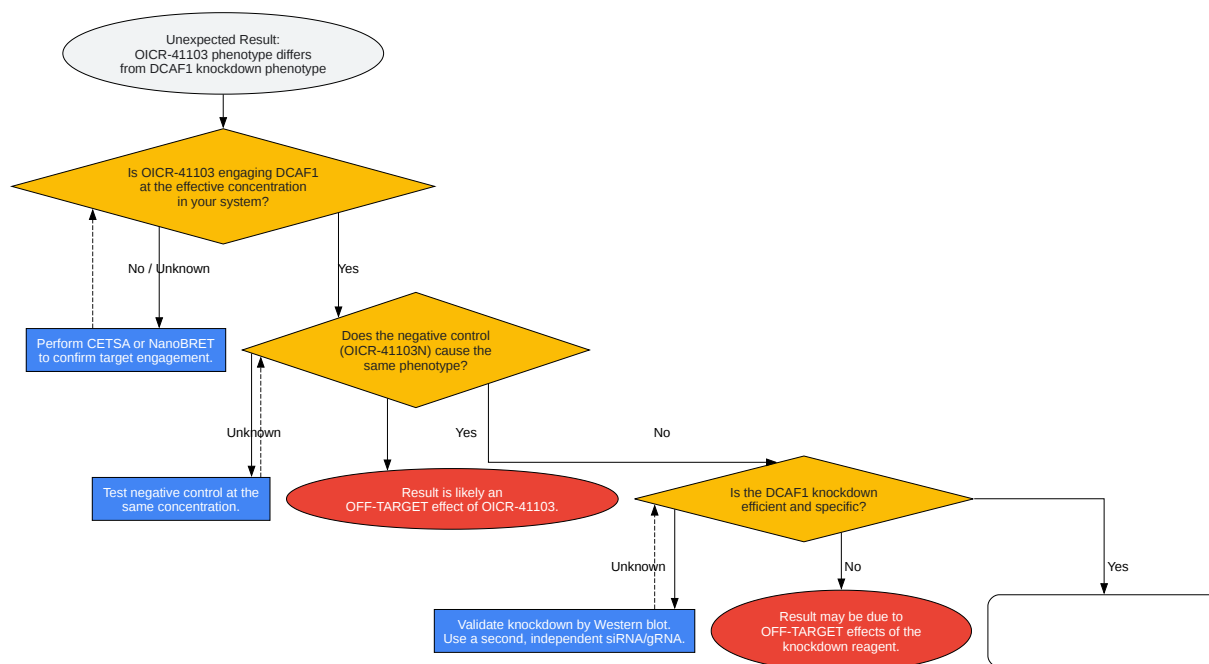 Unexpected Result:
OICR-41103 phenotype differs
from DCAF1 knockdown phenotype
Is OICR-41103 engaging DCAF1
at the effective concentration
in your system?
No / Unknown
Yes
Perform CETSA or NanoBRET
to confirm target engagement.
Does the negative control
(OICR-41103N) cause the
same phenotype?
Unknown
Yes
No
Test negative control at the
same concentration.
Result is likely an
OFF-TARGET effect of OICR-41103.
Is the DCAF1 knockdown
efficient and specific?
Unknown
No
Yes
Validate knockdown by Western blot.
Use a second, independent siRNA/gRNA.
Result may be due to
OFF-TARGET effects of the
knockdown reagent.